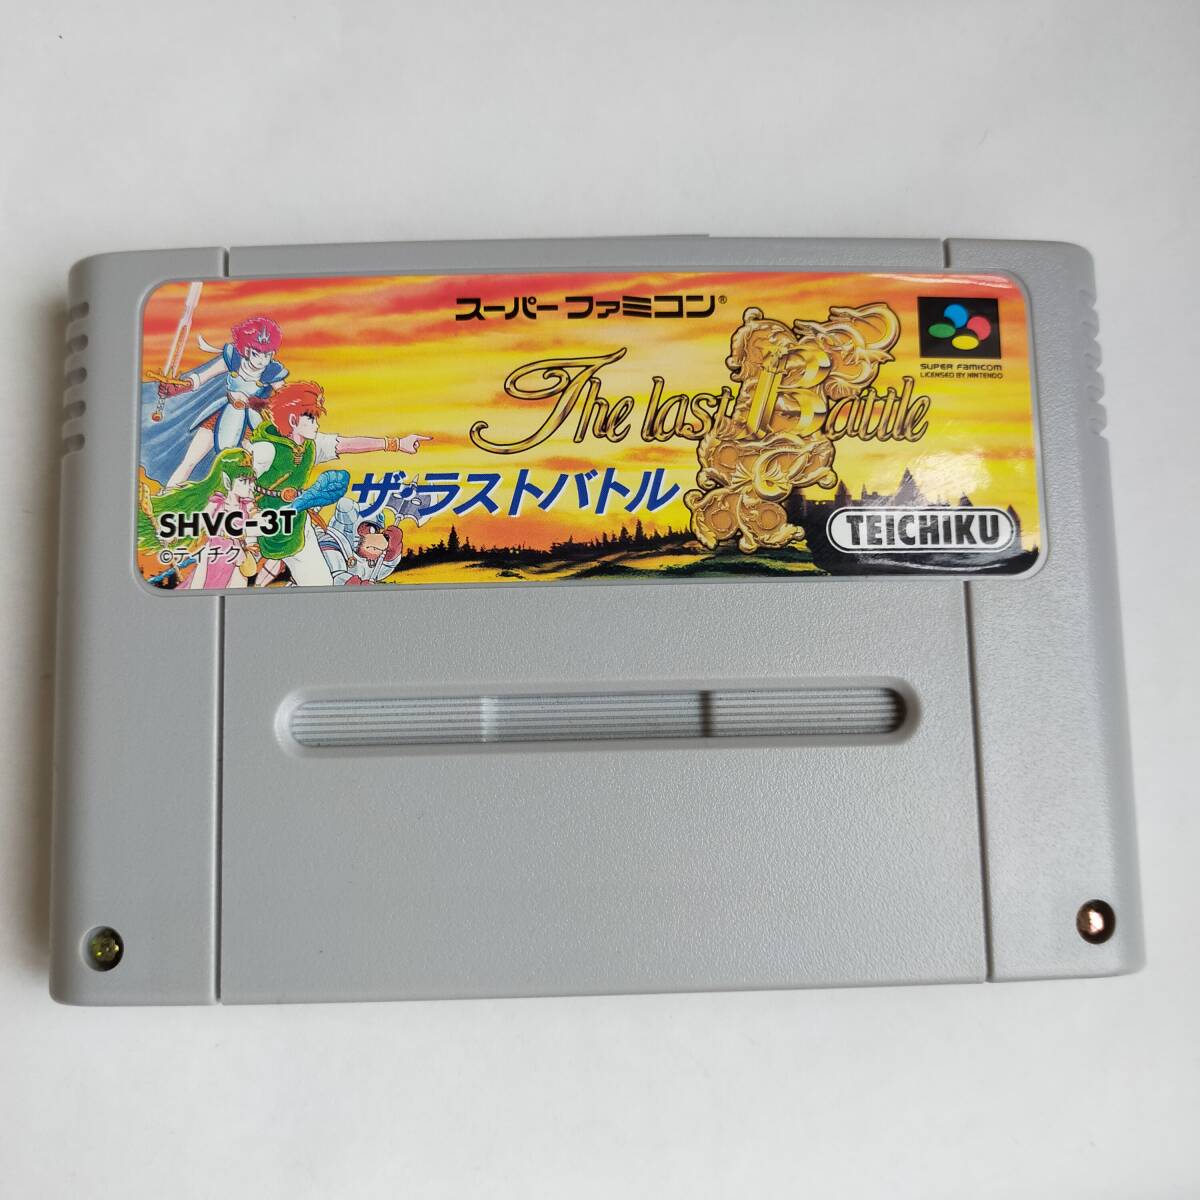 スーパーファミコン®
The last Battle
ザ・ラストバトル
SUPER FAMICOM
LICENSED BY NINTENDO
SHVC-3T
©テイチク
TEICHIKU